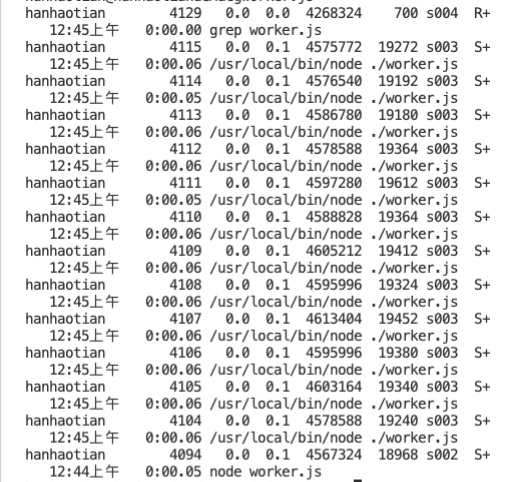 hanhaotian 4129 0.0 0.0 4268324 700 s004 R+
12:45上午 0:00.00 grep worker.js
hanhaotian 4115 0.0 0.1 4575772 19272 s003 S+
12:45上午 0:00.06 /usr/local/bin/node ./worker.js
hanhaotian 4114 0.0 0.1 4576540 19192 s003 S+
12:45上午 0:00.05 /usr/local/bin/node ./worker.js
hanhaotian 4113 0.0 0.1 4586780 19180 s003 S+
12:45上午 0:00.06 /usr/local/bin/node ./worker.js
hanhaotian 4112 0.0 0.1 4578588 19364 s003 S+
12:45上午 0:00.06 /usr/local/bin/node ./worker.js
hanhaotian 4111 0.0 0.1 4597280 19612 s003 S+
12:45上午 0:00.05 /usr/local/bin/node ./worker.js
hanhaotian 4110 0.0 0.1 4588828 19364 s003 S+
12:45上午 0:00.06 /usr/local/bin/node ./worker.js
hanhaotian 4109 0.0 0.1 4605212 19412 s003 S+
12:45上午 0:00.06 /usr/local/bin/node ./worker.js
hanhaotian 4108 0.0 0.1 4595996 19324 s003 S+
12:45上午 0:00.06 /usr/local/bin/node ./worker.js
hanhaotian 4107 0.0 0.1 4613404 19452 s003 S+
12:45上午 0:00.06 /usr/local/bin/node ./worker.js
hanhaotian 4106 0.0 0.1 4595996 19380 s003 S+
12:45上午 0:00.06 /usr/local/bin/node ./worker.js
hanhaotian 4105 0.0 0.1 4603164 19340 s003 S+
12:45上午 0:00.06 /usr/local/bin/node ./worker.js
hanhaotian 4104 0.0 0.1 4578588 19240 s003 S+
12:45上午 0:00.06 /usr/local/bin/node ./worker.js
hanhaotian 4094 0.0 0.1 4567324 18968 s002 S+
12:44上午 0:00.05 node worker.js